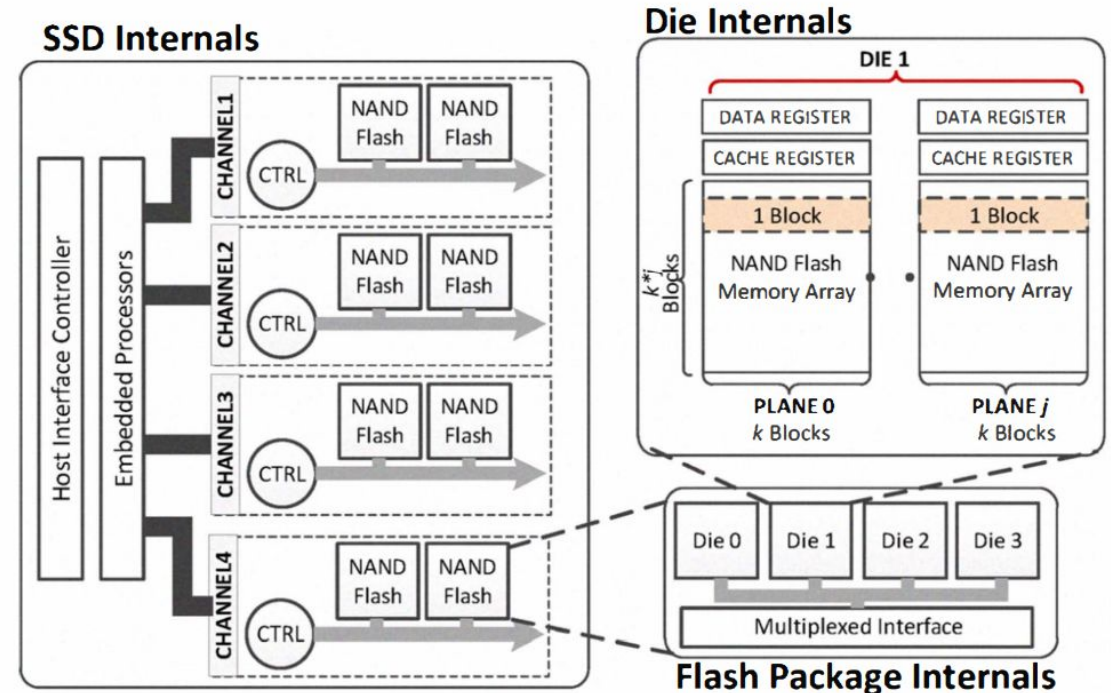 SSD Internals
Host Interface Controller
Embedded Processors
CHANNEL1
CTRL
NAND
Flash
NAND
Flash
CHANNEL2
CTRL
NAND
Flash
NAND
Flash
CHANNEL3
CTRL
NAND
Flash
NAND
Flash
CHANNEL4
CTRL
NAND
Flash
NAND
Flash
Die Internals
DIE 1
DATA REGISTER
CACHE REGISTER
1 Block
NAND Flash
Memory Array
k*j
Blocks
PLANE 0
k Blocks
DATA REGISTER
CACHE REGISTER
1 Block
NAND Flash
Memory Array
PLANE j
k Blocks
Die 0
Die 1
Die 2
Die 3
Multiplexed Interface
Flash Package Internals